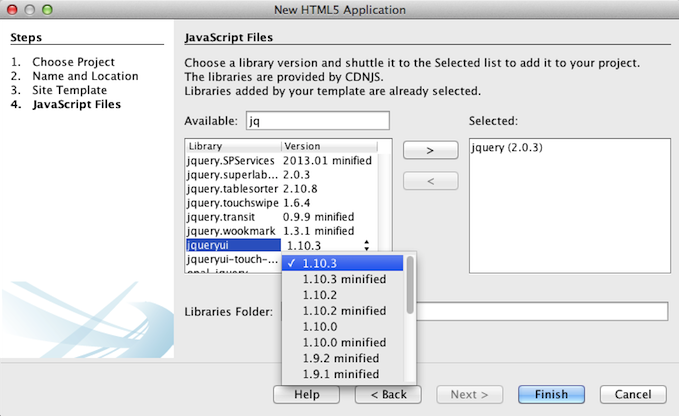 New HTML5 Application
Steps
1. Choose Project
2. Name and Location
3. Site Template
4. JavaScript Files
JavaScript Files
Choose a library version and shuttle it to the Selected list to add it to your project.
The libraries are provided by CDNJS.
Libraries added by your template are already selected.
Available: jq
Selected:
Library Version
jquery.SPServices 2013.01 minified
jquery.superlab... 2.0.3
jquery.tablesorter 2.10.8
jquery.touchswipe 1.6.4
jquery.transit 0.9.9 minified
jquery.wookmark 1.3.1 minified
jqueryui 1.10.3
jqueryui-touch-...
>
<
jquery (2.0.3)
✓ 1.10.3
1.10.3 minified
1.10.2
1.10.2 minified
1.10.0
1.10.0 minified
1.9.2 minified
1.9.1 minified
Libraries Folder:
Help
< Back
Next >
Finish
Cancel